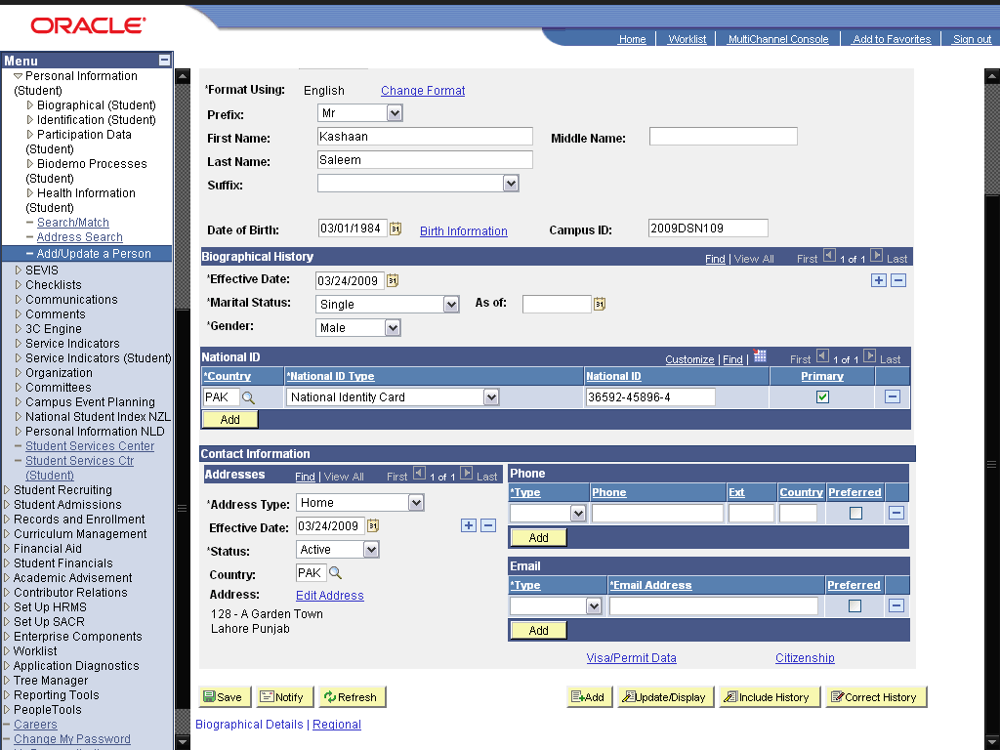 ORACLE®
Home Worklist MultiChannel Console Add to Favorites Sign out
Menu
Personal Information
(Student)
Biographical (Student)
Identification (Student)
Participation Data
(Student)
Biodemo Processes
(Student)
Health Information
(Student)
Search/Match
Address Search
Add/Update a Person
SEVIS
Checklists
Communications
Comments
3C Engine
Service Indicators
Service Indicators (Student)
Organization
Committees
Campus Event Planning
National Student Index NZL
Personal Information NLD
Student Services Center
Student Services Ctr
(Student)
Student Recruiting
Student Admissions
Records and Enrollment
Curriculum Management
Financial Aid
Student Financials
Academic Advisement
Contributor Relations
Set Up HRMS
Set Up SACR
Enterprise Components
Worklist
Application Diagnostics
Tree Manager
Reporting Tools
PeopleTools
Careers
Change My Password
*Format Using: English Change Format
Prefix: Mr
First Name: Kashaan Middle Name:
Last Name: Saleem
Suffix:
Date of Birth: 03/01/1984 31 Birth Information Campus ID: 2009DSN109
Biographical History Find | View All First 1 of 1 Last
*Effective Date: 03/24/2009 31
*Marital Status: Single As of: 31
*Gender: Male
National ID Customize | Find | First 1 of 1 Last
*Country *National ID Type National ID Primary
PAK National Identity Card 36592-45896-4
Add
Contact Information
Addresses Find | View All First 1 of 1 Last
*Address Type: Home
Effective Date: 03/24/2009 31
*Status: Active
Country: PAK
Address: Edit Address
128 - A Garden Town
Lahore Punjab
Phone
*Type Phone Ext Country Preferred
Add
Email
*Type *Email Address Preferred
Add
Visa/Permit Data Citizenship
Save Notify Refresh Add Update/Display Include History Correct History
Biographical Details | Regional